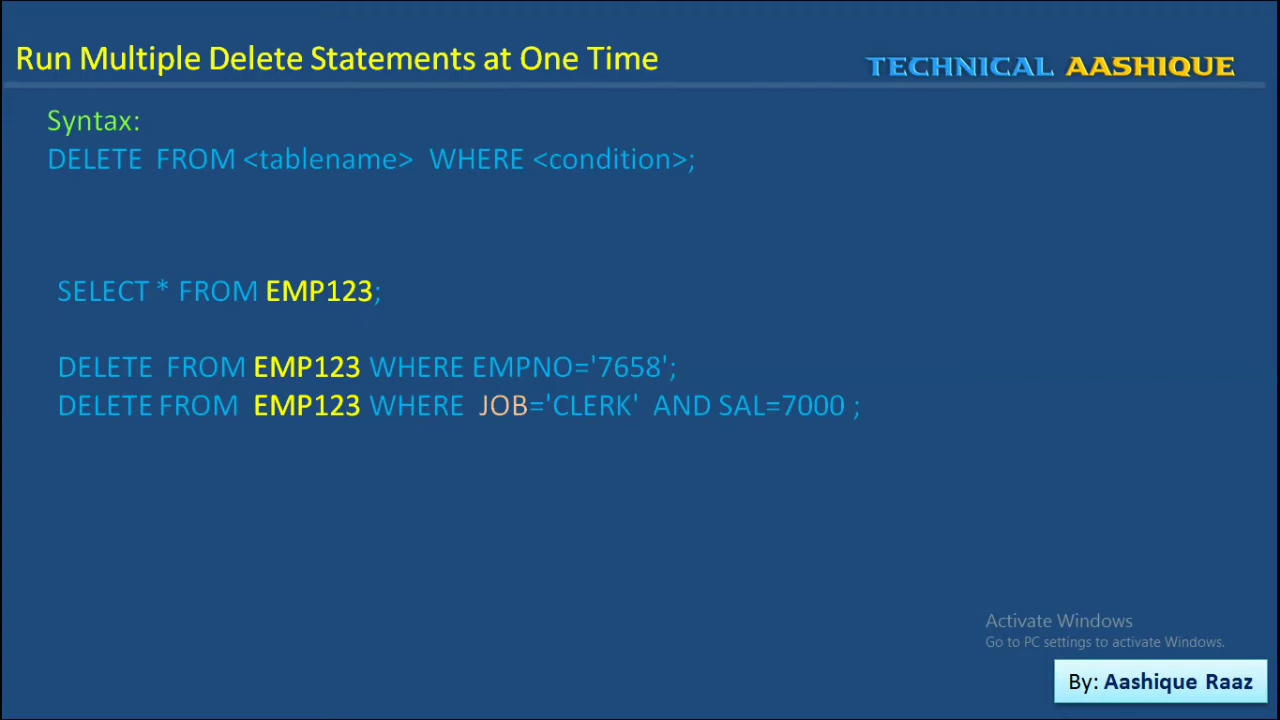 Run Multiple Delete Statements at One Time
TECHNICAL AASHIQUE
Syntax:
DELETE FROM <tablename> WHERE <condition>;
SELECT * FROM EMP123;
DELETE FROM EMP123 WHERE EMPNO='7658';
DELETE FROM EMP123 WHERE JOB='CLERK' AND SAL=7000 ;
Activate Windows
Go to PC settings to activate Windows.
By: Aashique Raaz